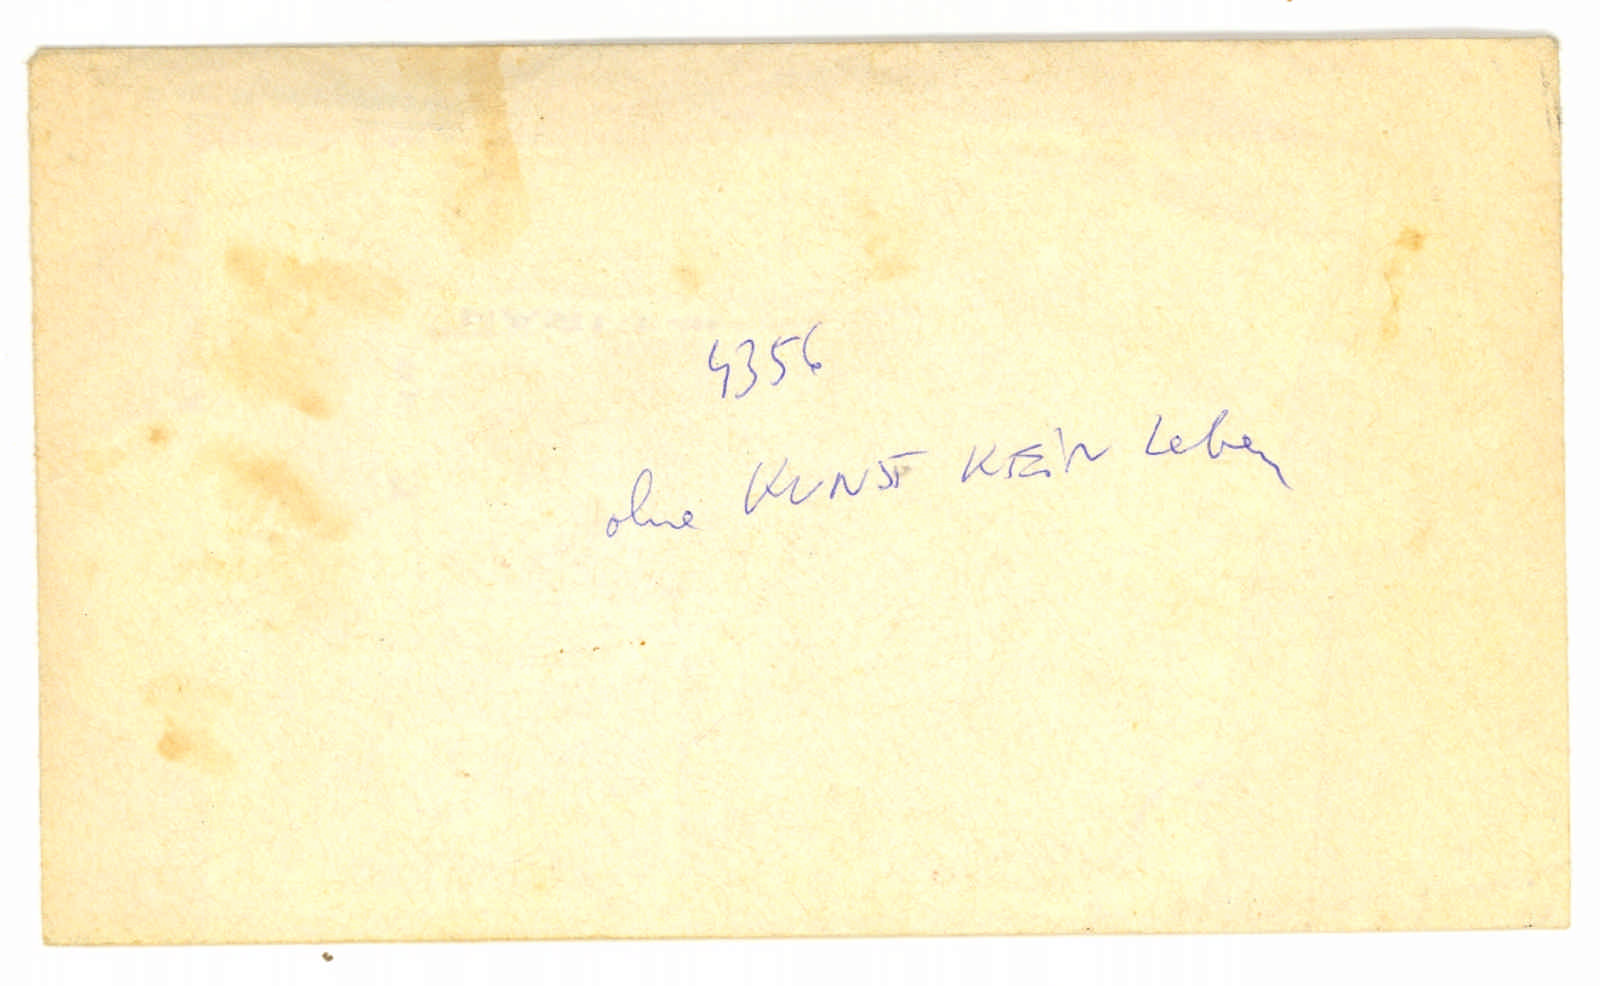 4356
ohne KUNST KEiN Leben